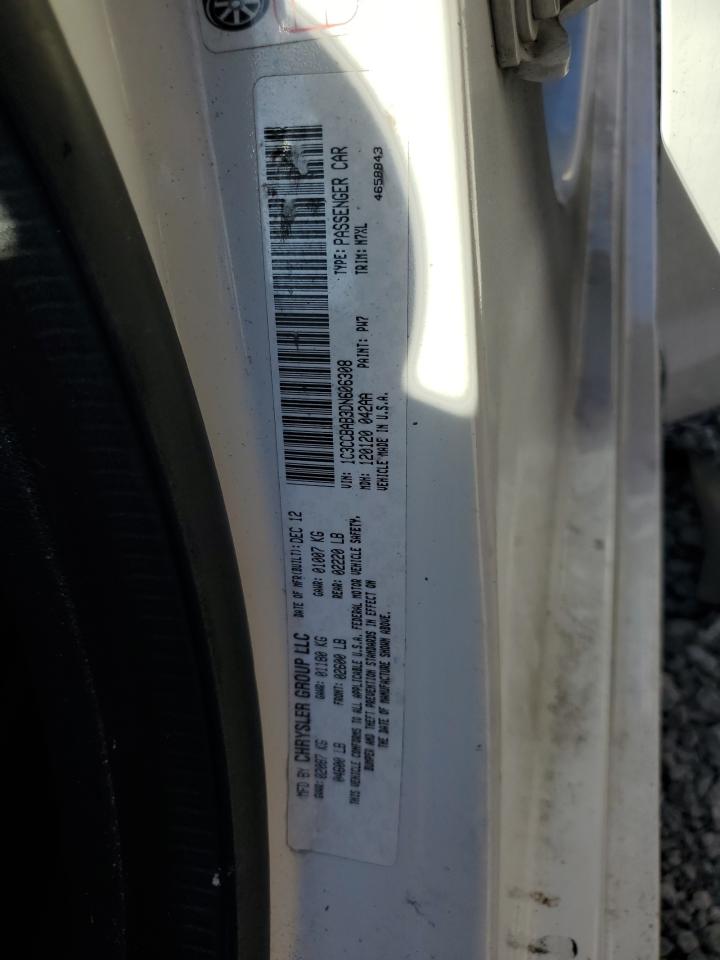 MFD BY CHRYSLER GROUP LLC
DATE OF MFR(BUILT): DEC 12
GVWR: 02087 KG
GAWR: 01180 KG
GAWR: 01007 KG
04600 LB
FRONT: 02600 LB
REAR: 02220 LB
THIS VEHICLE CONFORMS TO ALL APPLICABLE U.S.A. FEDERAL MOTOR VEHICLE SAFETY,
BUMPER AND THEFT PREVENTION STANDARDS IN EFFECT ON
THE DATE OF MANUFACTURE SHOWN ABOVE.
VIN: 1C3CCBAB3DN606308
TYPE: PASSENGER CAR
MDH: 120120 042AA
PAINT: PW7
TRIM: N7XL
VEHICLE MADE IN U.S.A.
4658843